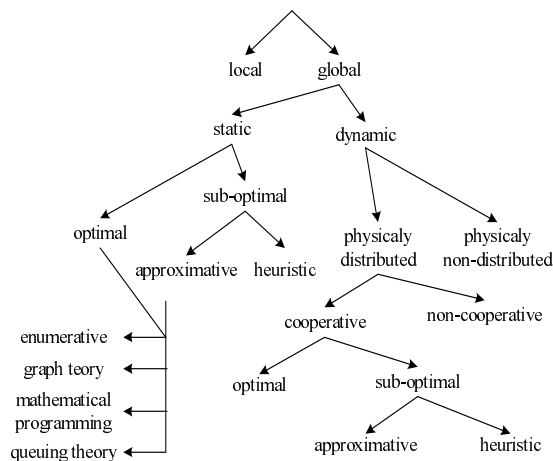 local
global
static
dynamic
sub-optimal
optimal
physicaly
distributed
physicaly
non-distributed
approximative
heuristic
cooperative
non-cooperative
enumerative
graph teory
mathematical
programming
queuing theory
optimal
sub-optimal
approximative
heuristic